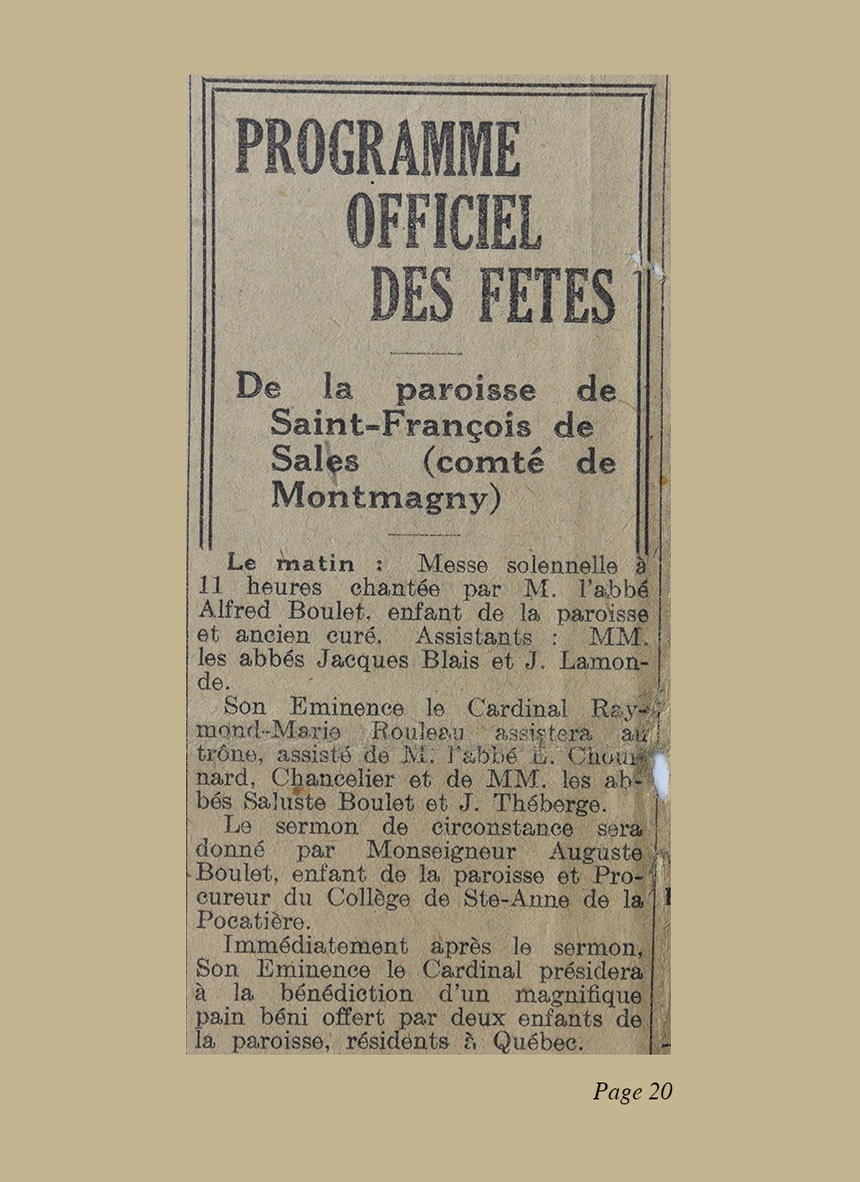 PROGRAMME
OFFICIEL
DES FETES
De la paroisse de
Saint-François de
Sales (comté de
Montmagny)
Le matin : Messe solennelle à
11 heures chantée par M. l'abbé
Alfred Boulet, enfant de la paroisse
et ancien curé. Assistants : MM.
les abbés Jacques Blais et J. Lamon-
de.
Son Eminence le Cardinal Ray-
mond-Marie Rouleau assistera au
trône, assisté de M. l'abbé E. Choui-
nard, Chancelier et de MM. les ab-
bés Saluste Boulet et J. Théberge.
Le sermon de circonstance sera
donné par Monseigneur Auguste
Boulet, enfant de la paroisse et Pro-
cureur du Collège de Ste-Anne de la
Pocatière.
Immédiatement après le sermon,
Son Eminence le Cardinal présidera
à la bénédiction d'un magnifique
pain béni offert par deux enfants de
la paroisse, résidents à Québec.
Page 20